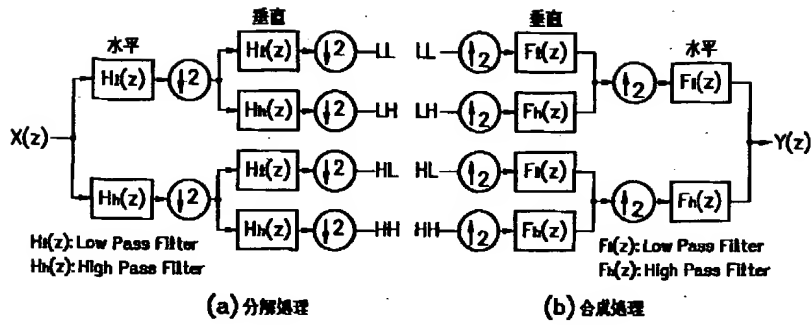 垂直 垂直
水平 水平
Hl(z) ↓2 LL LL ↑2 Fl(z)
Hl(z) ↓2 ↑2 Fl(z)
Hh(z) ↓2 LH LH ↑2 Fh(z)
X(z) Y(z)
Hl(z) ↓2 HL HL ↑2 Fl(z)
Hh(z) ↓2 ↑2 Fh(z)
Hh(z) ↓2 HH HH ↑2 Fh(z)
Hl(z): Low Pass Filter Fl(z): Low Pass Filter
Hh(z): High Pass Filter Fh(z): High Pass Filter
(a) 分解処理 (b) 合成処理